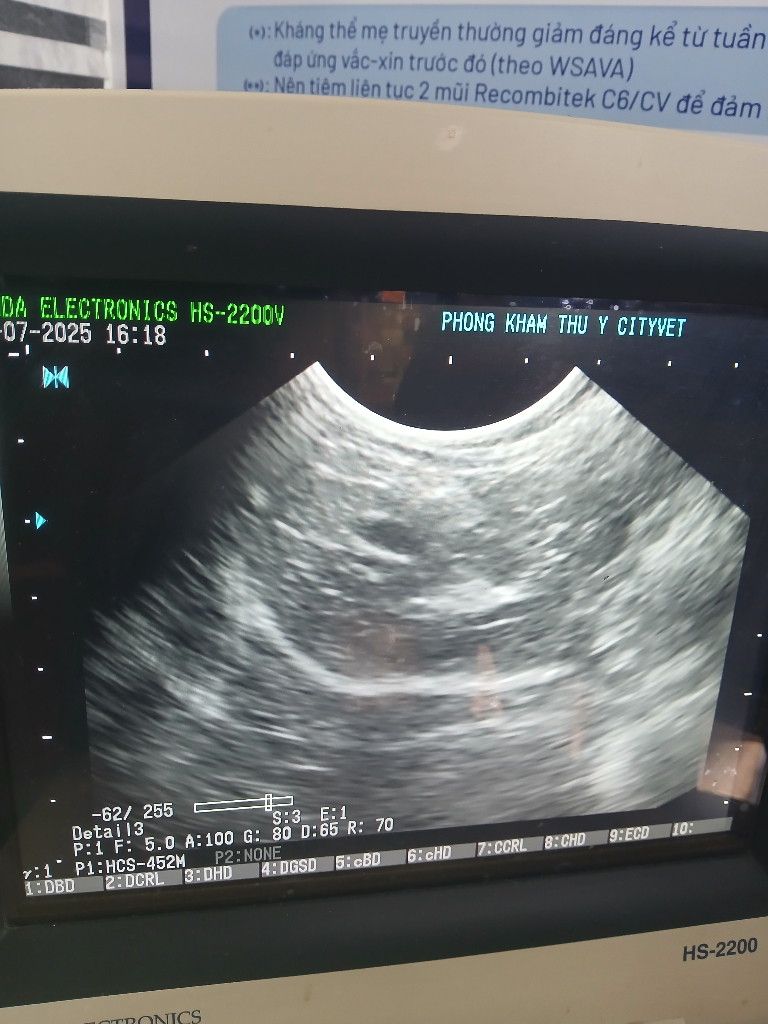 (*): Kháng thể mẹ truyền thường giảm đáng kể từ tuần
đáp ứng vắc-xin trước đó (theo WSAVA)
(**): Nên tiêm liên tục 2 mũi Recombitek C6/CV để đảm
DA ELECTRONICS HS-2200V
-07-2025 16:18
PHONG KHAM THU Y CITYVET
-62/ 255
S:3 E:1
Detail3
P:1 F: 5.0 A:100 G: 80 D:65 R: 70
γ:1 P1:HCS-452M P2:NONE
1:DBD 2:DCRL 3:DHD 4:DGSD 5:cBD 6:cHD 7:CCRL 8:CHD 9:ECD 10:
HS-2200
ECTRONICS